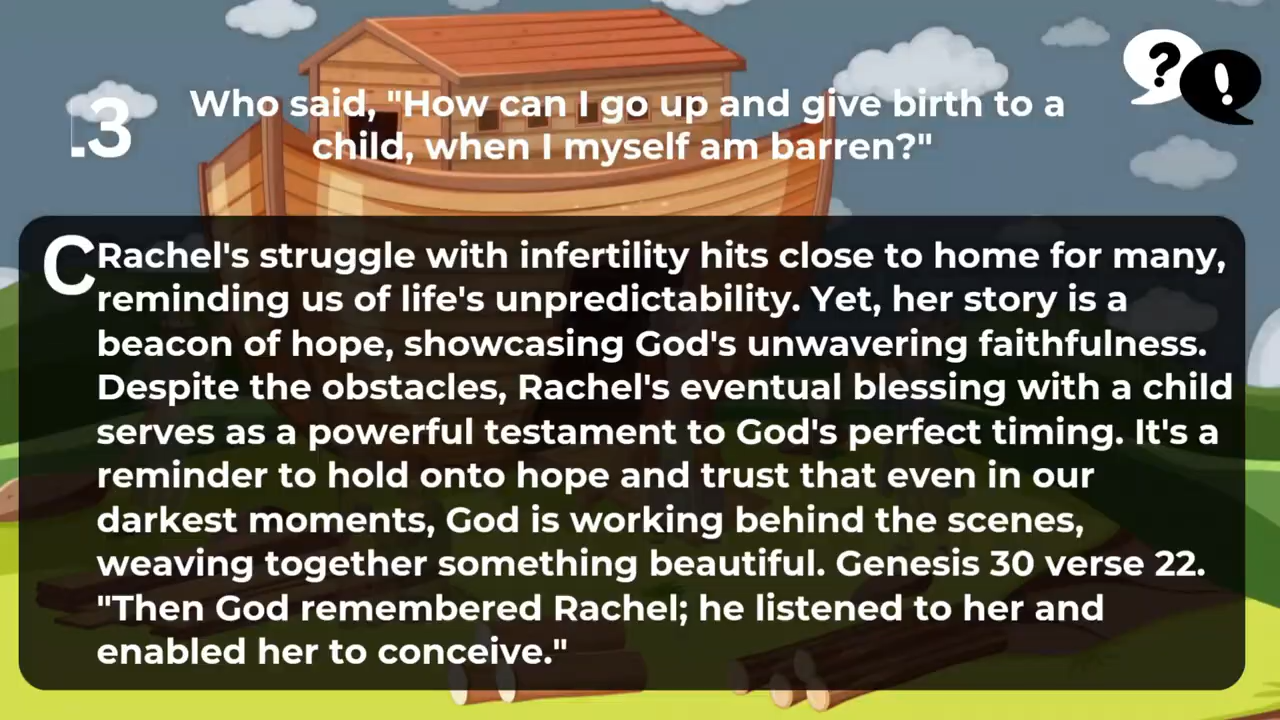 .3
Who said, "How can I go up and give birth to a
child, when I myself am barren?"
? !
C
Rachel's struggle with infertility hits close to home for many,
reminding us of life's unpredictability. Yet, her story is a
beacon of hope, showcasing God's unwavering faithfulness.
Despite the obstacles, Rachel's eventual blessing with a child
serves as a powerful testament to God's perfect timing. It's a
reminder to hold onto hope and trust that even in our
darkest moments, God is working behind the scenes,
weaving together something beautiful. Genesis 30 verse 22.
"Then God remembered Rachel; he listened to her and
enabled her to conceive."